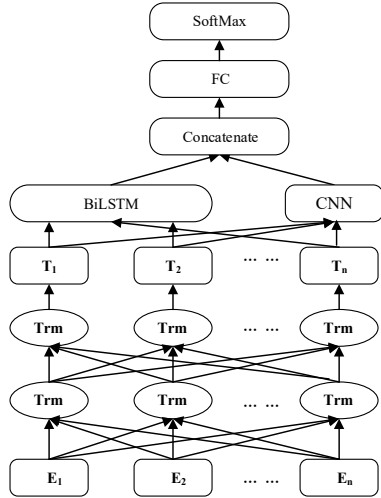 SoftMax
FC
Concatenate
BiLSTM CNN
T₁ T₂ ... ... Tₙ
Trm Trm ... ... Trm
Trm Trm ... ... Trm
E₁ E₂ ... ... Eₙ